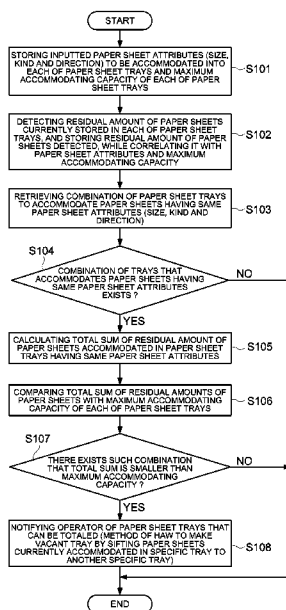 START
STORING INPUTTED PAPER SHEET ATTRIBUTES (SIZE,
KIND AND DIRECTION) TO BE ACCOMMODATED INTO
EACH OF PAPER SHEET TRAYS AND MAXIMUM
ACCOMMODATING CAPACITY OF EACH OF PAPER
SHEET TRAYS
S101
DETECTING RESIDUAL AMOUNT OF PAPER SHEETS
CURRENTLY STORED IN EACH OF PAPER SHEET
TRAYS, AND STORING RESIDUAL AMOUNT OF PAPER
SHEETS DETECTED, WHILE CORRELATING IT WITH
PAPER SHEET ATTRIBUTES AND MAXIMUM
ACCOMMODATING CAPACITY
S102
RETRIEVING COMBINATION OF PAPER SHEET TRAYS
TO ACCOMMODATE PAPER SHEETS HAVING SAME
PAPER SHEET ATTRIBUTES (SIZE, KIND AND
DIRECTION)
S103
S104
COMBINATION OF TRAYS THAT
ACCOMMODATES PAPER SHEETS HAVING
SAME PAPER SHEET ATTRIBUTES
EXISTS ?
NO
YES
CALCULATING TOTAL SUM OF RESIDUAL AMOUNT OF
PAPER SHEETS ACCOMMODATED IN PAPER SHEET
TRAYS HAVING SAME PAPER SHEET ATTRIBUTES
S105
COMPARING TOTAL SUM OF RESIDUAL AMOUNTS OF
PAPER SHEETS WITH MAXIMUM ACCOMMODATING
CAPACITY OF EACH OF PAPER SHEET TRAYS
S106
S107
THERE EXISTS SUCH COMBINATION
THAT TOTAL SUM IS SMALLER THAN
MAXIMUM ACCOMMODATING
CAPACITY ?
NO
YES
NOTIFYING OPERATOR OF PAPER SHEET TRAYS THAT
CAN BE TOTALED (METHOD OF HAW TO MAKE
VACANT TRAY BY SIFTING PAPER SHEETS
CURRENTLY ACCOMMODATED IN SPECIFIC TRAY TO
ANOTHER SPECIFIC TRAY)
S108
END